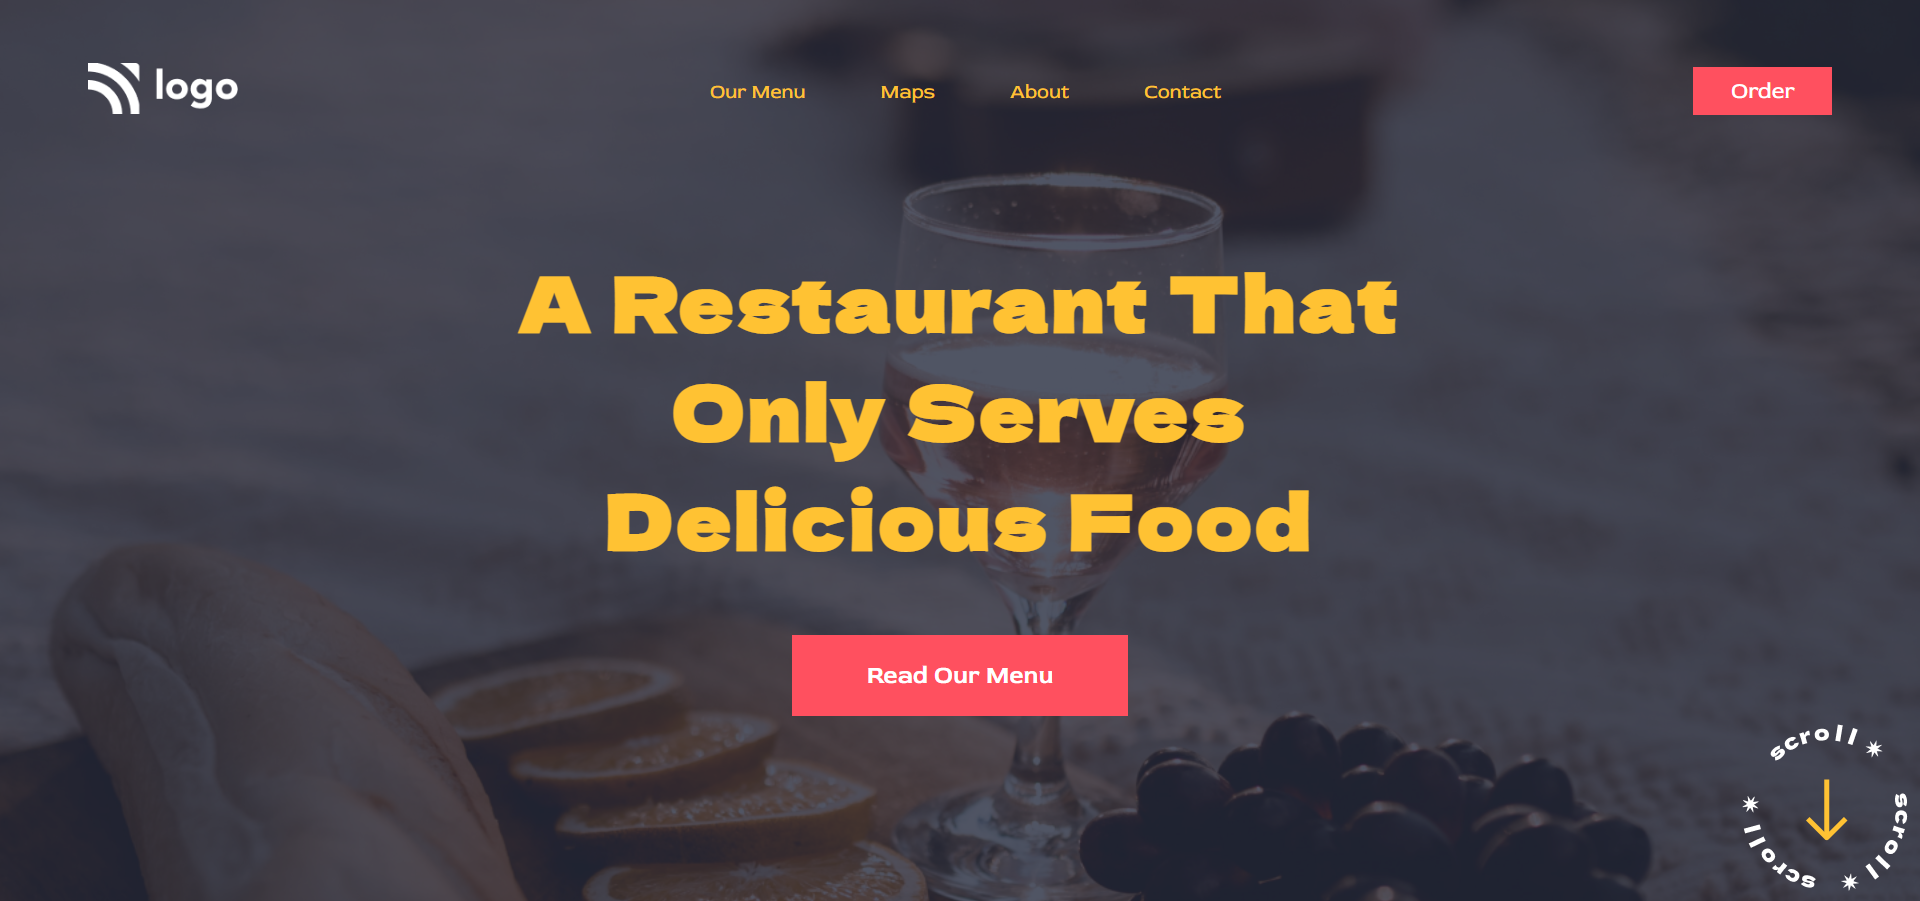 logo
Our Menu
Maps
About
Contact
Order
A Restaurant That
Only Serves
Delicious Food
Read Our Menu
scroll
scroll
scroll